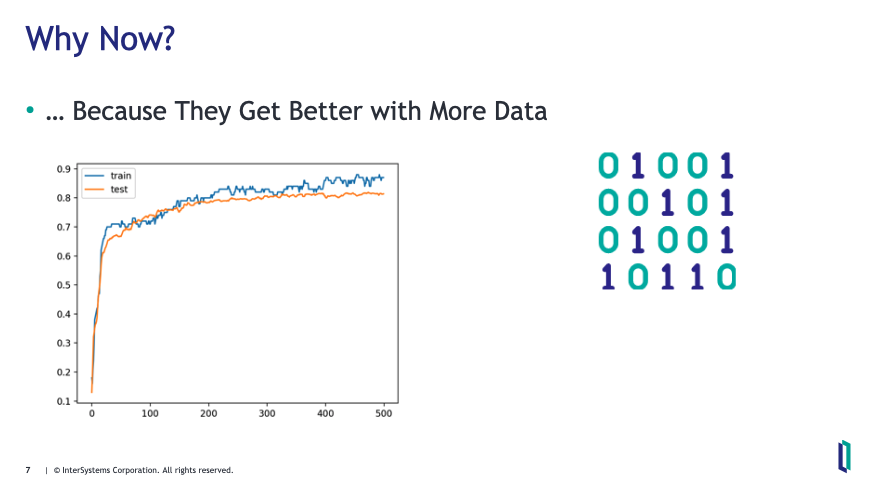 Why Now?
• … Because They Get Better with More Data
train
test
0.9
0.8
0.7
0.6
0.5
0.4
0.3
0.2
0.1
0 100 200 300 400 500
0 1 0 0 1
0 0 1 0 1
0 1 0 0 1
1 0 1 1 0
7 | © InterSystems Corporation. All rights reserved.